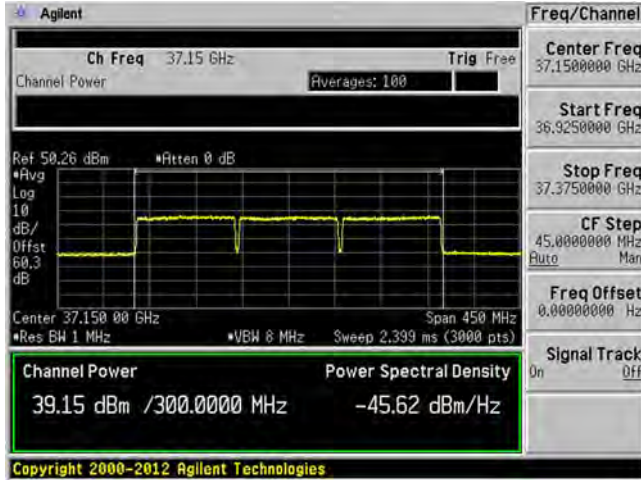 Agilent
Freq/Channel
Ch Freq 37.15 GHz Trig Free
Channel Power Averages: 100
Center Freq
37.1500000 GHz
Start Freq
36.9250000 GHz
Stop Freq
37.3750000 GHz
CF Step
45.0000000 MHz
Auto Man
Freq Offset
0.00000000 Hz
Signal Track
On Off
Ref 50.26 dBm *Atten 0 dB
*Avg
Log
10
dB/
Offst
60.3
dB
Center 37.150 00 GHz Span 450 MHz
*Res BW 1 MHz *VBW 8 MHz Sweep 2.399 ms (3000 pts)
Channel Power Power Spectral Density
39.15 dBm /300.0000 MHz -45.62 dBm/Hz
Copyright 2000-2012 Agilent Technologies